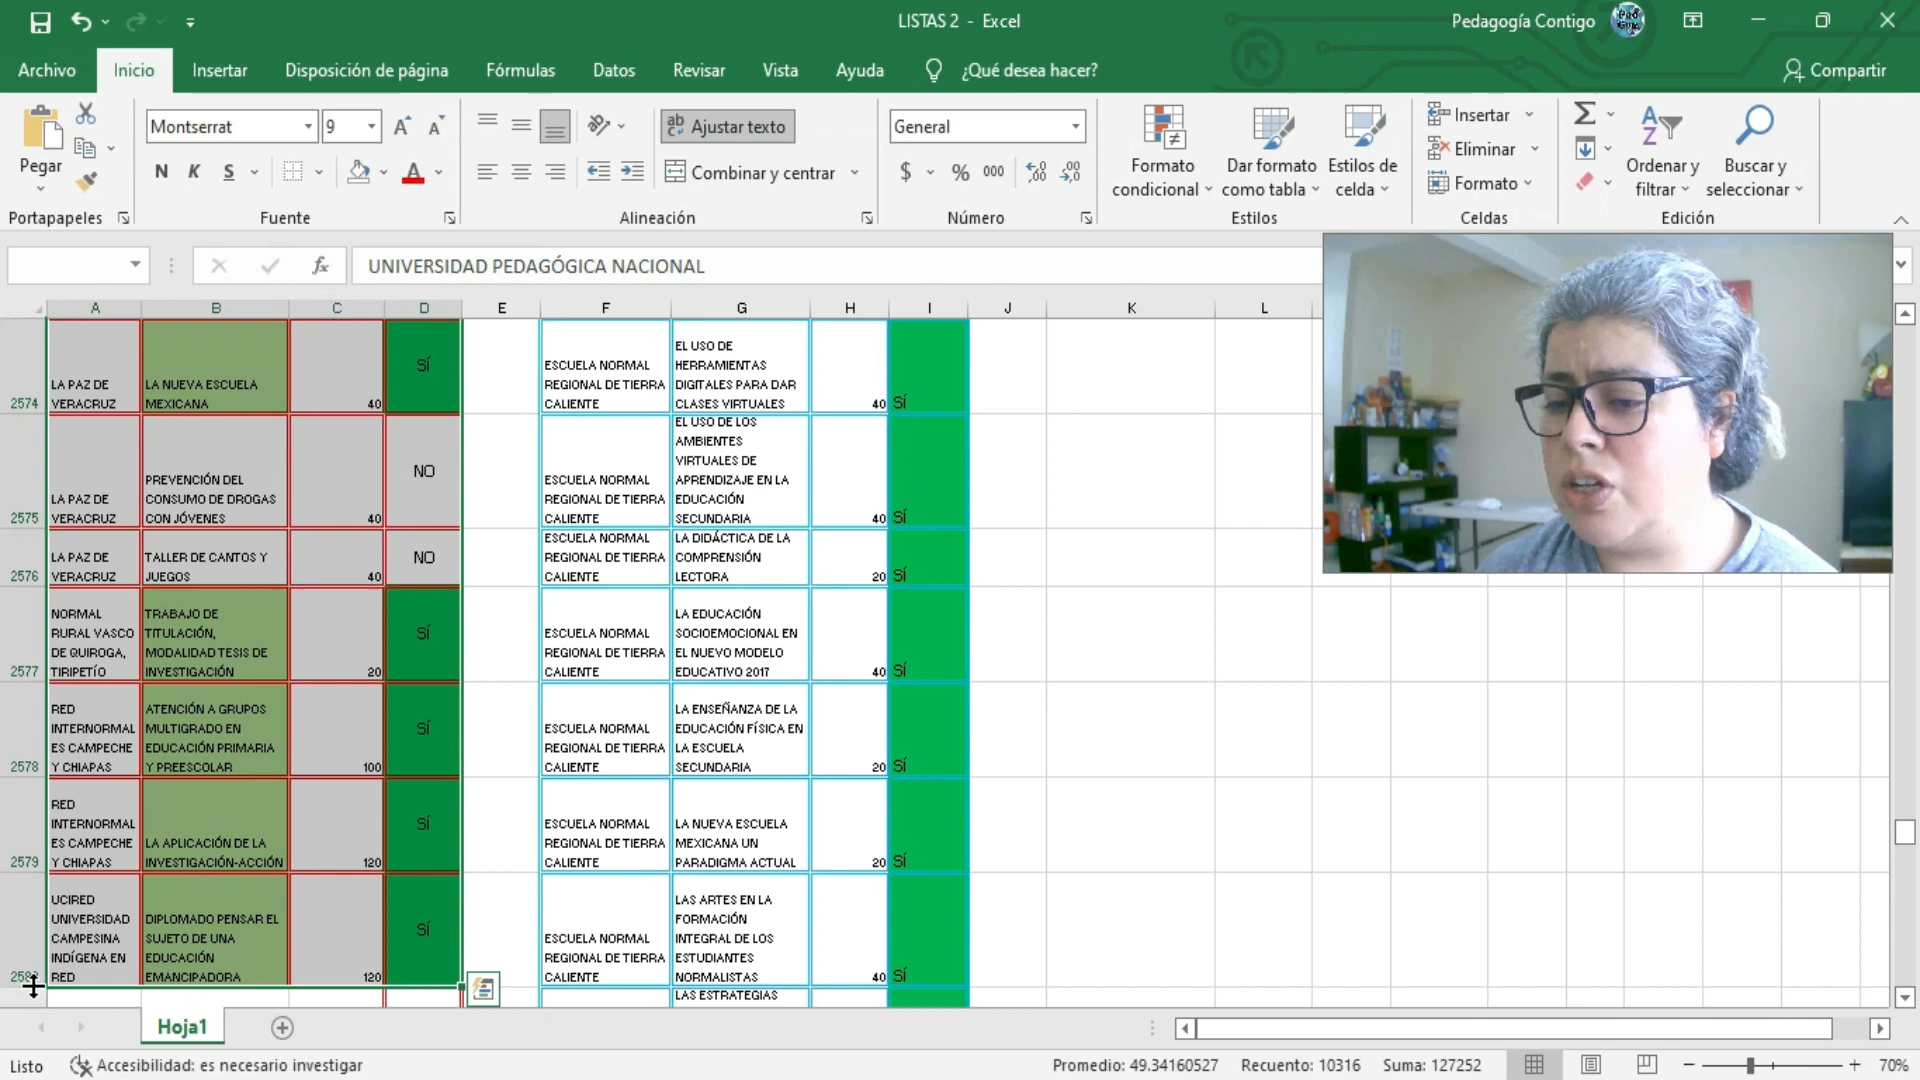 LISTAS 2 - Excel
Pedagogía Contigo
Archivo Inicio Insertar Disposición de página Fórmulas Datos Revisar Vista Ayuda ¿Qué desea hacer? Compartir
Pegar
Portapapeles
Montserrat 9
N K S
Fuente
Ajustar texto
Combinar y centrar
Alineación
General
$ % 000
Número
Formato condicional
Dar formato como tabla
Estilos de celda
Estilos
Insertar
Eliminar
Formato
Celdas
Ordenar y filtrar
Buscar y seleccionar
Edición
fx UNIVERSIDAD PEDAGÓGICA NACIONAL
A B C D E F G H I J K L
2574
LA PAZ DE
VERACRUZ
LA NUEVA ESCUELA
MEXICANA
40
SÍ
ESCUELA NORMAL
REGIONAL DE TIERRA
CALIENTE
EL USO DE
HERRAMIENTAS
DIGITALES PARA DAR
CLASES VIRTUALES
40
SÍ
2575
LA PAZ DE
VERACRUZ
PREVENCIÓN DEL
CONSUMO DE DROGAS
CON JÓVENES
40
NO
ESCUELA NORMAL
REGIONAL DE TIERRA
CALIENTE
EL USO DE LOS
AMBIENTES
VIRTUALES DE
APRENDIZAJE EN LA
EDUCACIÓN
SECUNDARIA
40
SÍ
2576
LA PAZ DE
VERACRUZ
TALLER DE CANTOS Y
JUEGOS
40
NO
ESCUELA NORMAL
REGIONAL DE TIERRA
CALIENTE
LA DIDÁCTICA DE LA
COMPRENSIÓN
LECTORA
20
SÍ
2577
NORMAL
RURAL VASCO
DE QUIROGA,
TIRIPETÍO
TRABAJO DE
TITULACIÓN,
MODALIDAD TESIS DE
INVESTIGACIÓN
20
SÍ
ESCUELA NORMAL
REGIONAL DE TIERRA
CALIENTE
LA EDUCACIÓN
SOCIOEMOCIONAL EN
EL NUEVO MODELO
EDUCATIVO 2017
40
SÍ
2578
RED
INTERNORMAL
ES CAMPECHE
Y CHIAPAS
ATENCIÓN A GRUPOS
MULTIGRADO EN
EDUCACIÓN PRIMARIA
Y PREESCOLAR
100
SÍ
ESCUELA NORMAL
REGIONAL DE TIERRA
CALIENTE
LA ENSEÑANZA DE LA
EDUCACIÓN FÍSICA EN
LA ESCUELA
SECUNDARIA
20
SÍ
2579
RED
INTERNORMAL
ES CAMPECHE
Y CHIAPAS
LA APLICACIÓN DE LA
INVESTIGACIÓN-ACCIÓN
120
SÍ
ESCUELA NORMAL
REGIONAL DE TIERRA
CALIENTE
LA NUEVA ESCUELA
MEXICANA UN
PARADIGMA ACTUAL
20
SÍ
UCIRED
UNIVERSIDAD
CAMPESINA
INDÍGENA EN
RED
DIPLOMADO PENSAR EL
SUJETO DE UNA
EDUCACIÓN
EMANCIPADORA
120
SÍ
ESCUELA NORMAL
REGIONAL DE TIERRA
CALIENTE
LAS ARTES EN LA
FORMACIÓN
INTEGRAL DE LOS
ESTUDIANTES
NORMALISTAS
40
SÍ
LAS ESTRATEGIAS
Hoja1
Listo Accesibilidad: es necesario investigar Promedio: 49.34160527 Recuento: 10316 Suma: 127252 70%